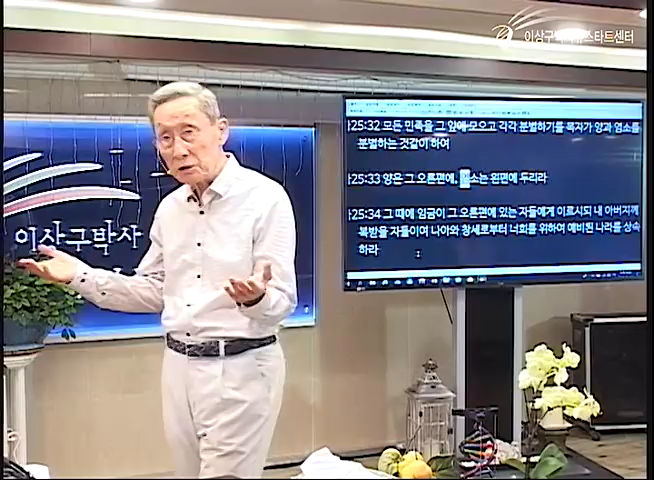 이상구박사뉴스타트센터
25:32 모든 민족을 그 앞에 모으고 각각 분별하기를 목자가 양과 염소를
분별하는 것같이 하여
25:33 양은 그 오른편에, 염소는 왼편에 두리라
25:34 그 때에 임금이 그 오른편에 있는 자들에게 이르시되 내 아버지께
복받을 자들이여 나아와 창세로부터 너희를 위하여 예비된 나라를 상속
하라
이상구박사